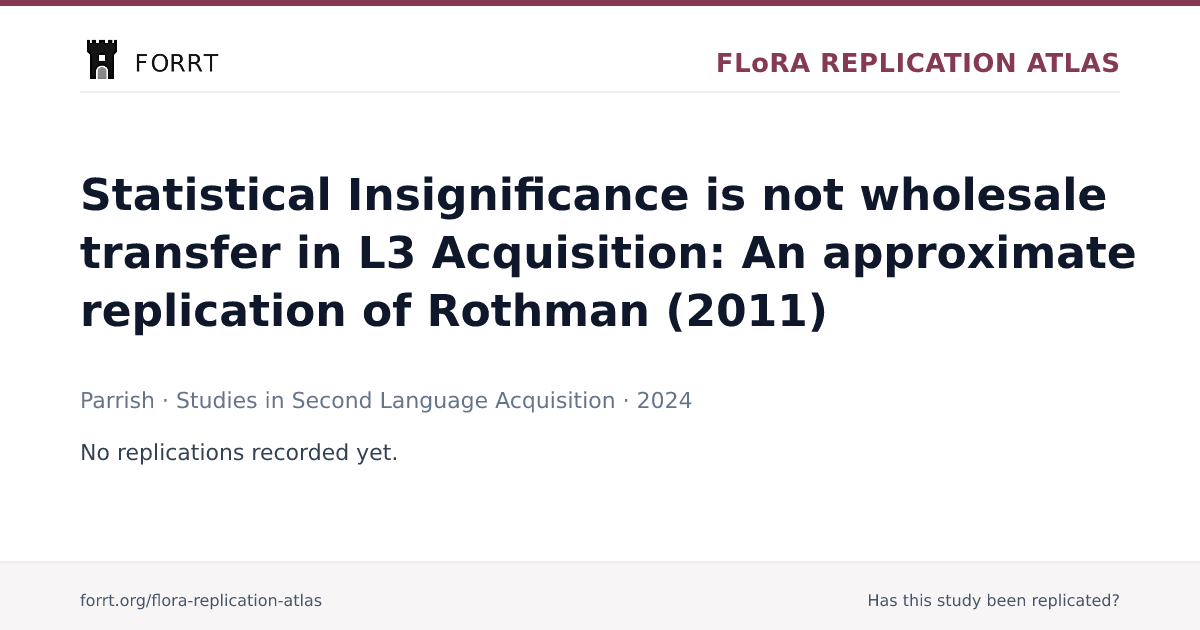 FORRT
FLoRA REPLICATION ATLAS
Statistical Insignificance is not wholesale
transfer in L3 Acquisition: An approximate
replication of Rothman (2011)
Parrish · Studies in Second Language Acquisition · 2024
No replications recorded yet.
forrt.org/flora-replication-atlas
Has this study been replicated?